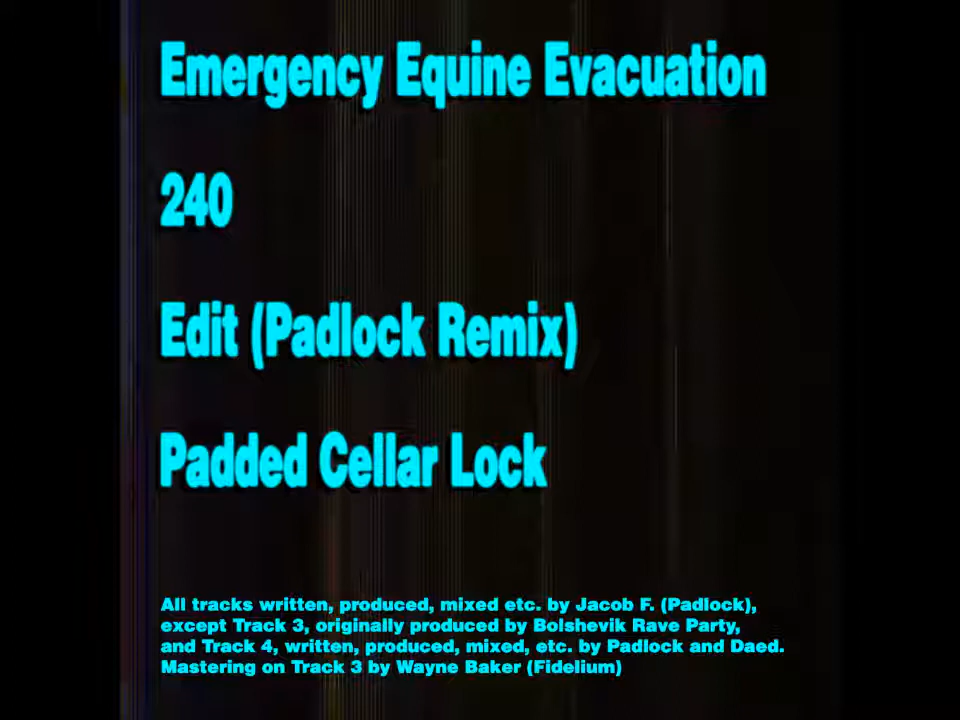 Emergency Equine Evacuation
240
Edit (Padlock Remix)
Padded Cellar Lock
All tracks written, produced, mixed etc. by Jacob F. (Padlock),
except Track 3, originally produced by Bolshevik Rave Party,
and Track 4, written, produced, mixed, etc. by Padlock and Daed.
Mastering on Track 3 by Wayne Baker (Fidelium)